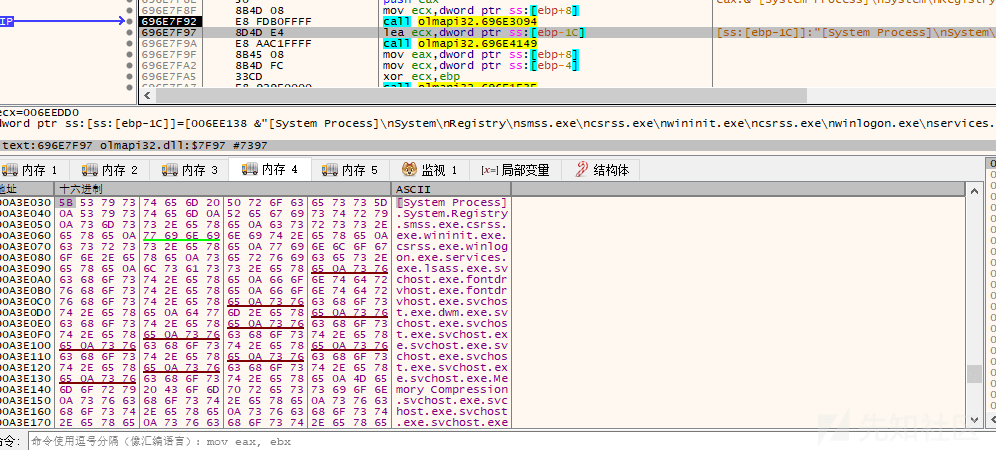 push eax
8B4D 08 mov ecx,dword ptr ss:[ebp+8]
IP 696E7F92 E8 FDB0FFFF call olmapi32.696E3094
696E7F97 8D4D E4 lea ecx,dword ptr ss:[ebp-1C] [ss:[ebp-1C]]:"[System Process]\nSystem\
696E7F9A E8 AAC1FFFF call olmapi32.696E4149
696E7F9F 8B45 08 mov eax,dword ptr ss:[ebp+8]
696E7FA2 8B4D FC mov ecx,dword ptr ss:[ebp-4]
696E7FA5 33CD xor ecx,ebp
696E7FA7
ecx=006EEDD0
dword ptr ss:[ss:[ebp-1C]]=[006EE138 &"[System Process]\nSystem\nRegistry\nsmss.exe\ncsrss.exe\nwininit.exe\ncsrss.exe\nwinlogon.exe\nservices.
text:696E7F97 olmapi32.dll:$7F97 #7397
内存 1 内存 2 内存 3 内存 4 内存 5 监视 1 [x=] 局部变量 结构体
地址 十六进制 ASCII
00A3E030 5B 53 79 73 74 65 6D 20 50 72 6F 63 65 73 73 5D [System Process]
00A3E040 0A 53 79 73 74 65 6D 0A 52 65 67 69 73 74 72 79 .System.Registry
00A3E050 0A 73 6D 73 73 2E 65 78 65 0A 63 73 72 73 73 2E .smss.exe.csrss.
00A3E060 65 78 65 0A 77 69 6E 69 6E 69 74 2E 65 78 65 0A exe.wininit.exe.
00A3E070 63 73 72 73 73 2E 65 78 65 0A 77 69 6E 6C 6F 67 csrss.exe.winlog
00A3E080 6F 6E 2E 65 78 65 0A 73 65 72 76 69 63 65 73 2E on.exe.services.
00A3E090 65 78 65 0A 6C 73 61 73 73 2E 65 78 65 0A 73 76 exe.lsass.exe.sv
00A3E0A0 63 68 6F 73 74 2E 65 78 65 0A 66 6F 6E 74 64 72 chost.exe.fontdr
00A3E0B0 76 68 6F 73 74 2E 65 78 65 0A 66 6F 6E 74 64 72 vhost.exe.fontdr
00A3E0C0 76 68 6F 73 74 2E 65 78 65 0A 73 76 63 68 6F 73 vhost.exe.svchos
00A3E0D0 74 2E 65 78 65 0A 64 77 6D 2E 65 78 65 0A 73 76 t.exe.dwm.exe.sv
00A3E0E0 63 68 6F 73 74 2E 65 78 65 0A 73 76 63 68 6F 73 chost.exe.svchos
00A3E0F0 74 2E 65 78 65 0A 73 76 63 68 6F 73 74 2E 65 78 t.exe.svchost.ex
00A3E100 65 0A 73 76 63 68 6F 73 74 2E 65 78 65 0A 73 76 e.svchost.exe.sv
00A3E110 63 68 6F 73 74 2E 65 78 65 0A 73 76 63 68 6F 73 chost.exe.svchos
00A3E120 74 2E 65 78 65 0A 73 76 63 68 6F 73 74 2E 65 78 t.exe.svchost.ex
00A3E130 65 0A 73 76 63 68 6F 73 74 2E 65 78 65 0A 4D 65 e.svchost.exe.Me
00A3E140 6D 6F 72 79 20 43 6F 6D 70 72 65 73 73 69 6F 6E mory Compression
00A3E150 0A 73 76 63 68 6F 73 74 2E 65 78 65 0A 73 76 63 .svchost.exe.svc
00A3E160 68 6F 73 74 2E 65 78 65 0A 73 76 63 68 6F 73 74 host.exe.svchost
00A3E170 2E 65 78 65 0A 73 76 63 68 6F 73 74 2E 65 78 65 .exe.svchost.exe
命令: 命令使用逗号分隔（像汇编语言）: mov eax, ebx
先知社区